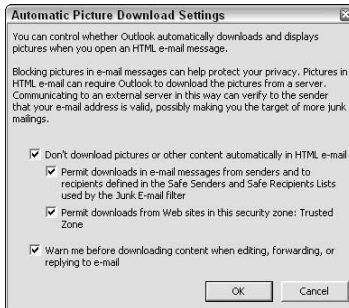 Automatic Picture Download Settings
You can control whether Outlook automatically downloads and displays
pictures when you open an HTML e-mail message.
Blocking pictures in e-mail messages can help protect your privacy. Pictures in
HTML e-mail can require Outlook to download the pictures from a server.
Communicating to an external server in this way can verify to the sender
that your e-mail address is valid, possibly making you the target of more junk
mailings.
Don't download pictures or other content automatically in HTML e-mail
Permit downloads in e-mail messages from senders and to
recipients defined in the Safe Senders and Safe Recipients Lists
used by the Junk E-mail filter
Permit downloads from Web sites in this security zone: Trusted
Zone
Warn me before downloading content when editing, forwarding, or
replying to e-mail
OK
Cancel